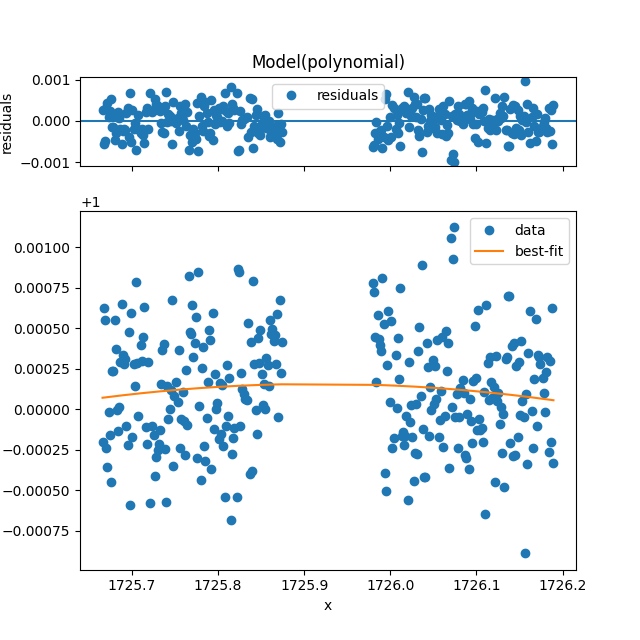 Model(polynomial)
0.001
0.000
−0.001
residuals
residuals
+1
0.00100
0.00075
0.00050
0.00025
0.00000
−0.00025
−0.00050
−0.00075
data
best-fit
1725.7 1725.8 1725.9 1726.0 1726.1 1726.2
x